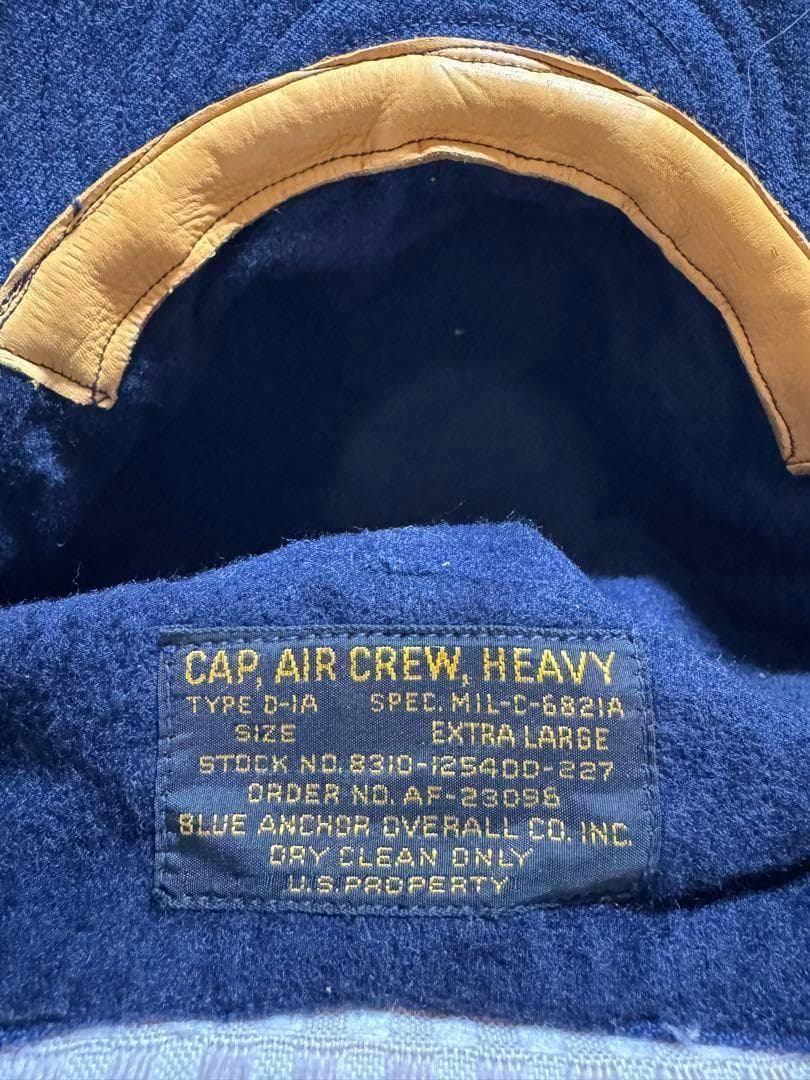 CAP, AIR CREW, HEAVY
TYPE D-1A SPEC. MIL-C-6821A
SIZE EXTRA LARGE
STOCK NO. 8310-125400-227
ORDER NO. AF-23096
BLUE ANCHOR OVERALL CO. INC.
DRY CLEAN ONLY
U.S. PROPERTY